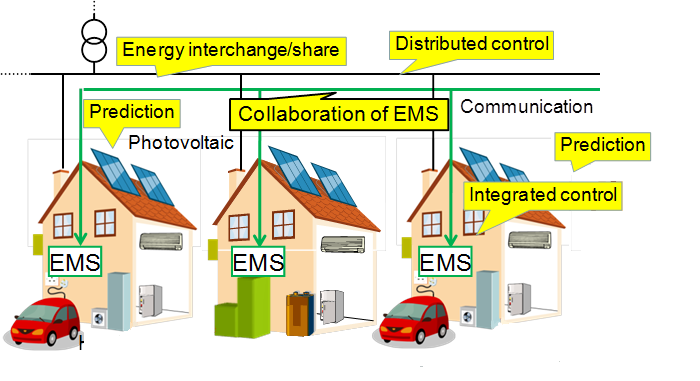 Energy interchange/share
Distributed control
Prediction
Collaboration of EMS
Communication
Photovoltaic
Prediction
Integrated control
EMS
EMS
EMS